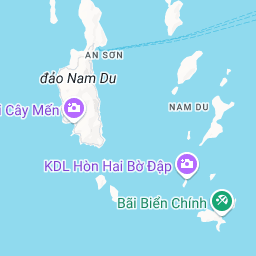 AN SƠN
đảo Nam Du
i Cây Mến
NAM DU
KDL Hòn Hai Bờ Đập
Bãi Biển Chính